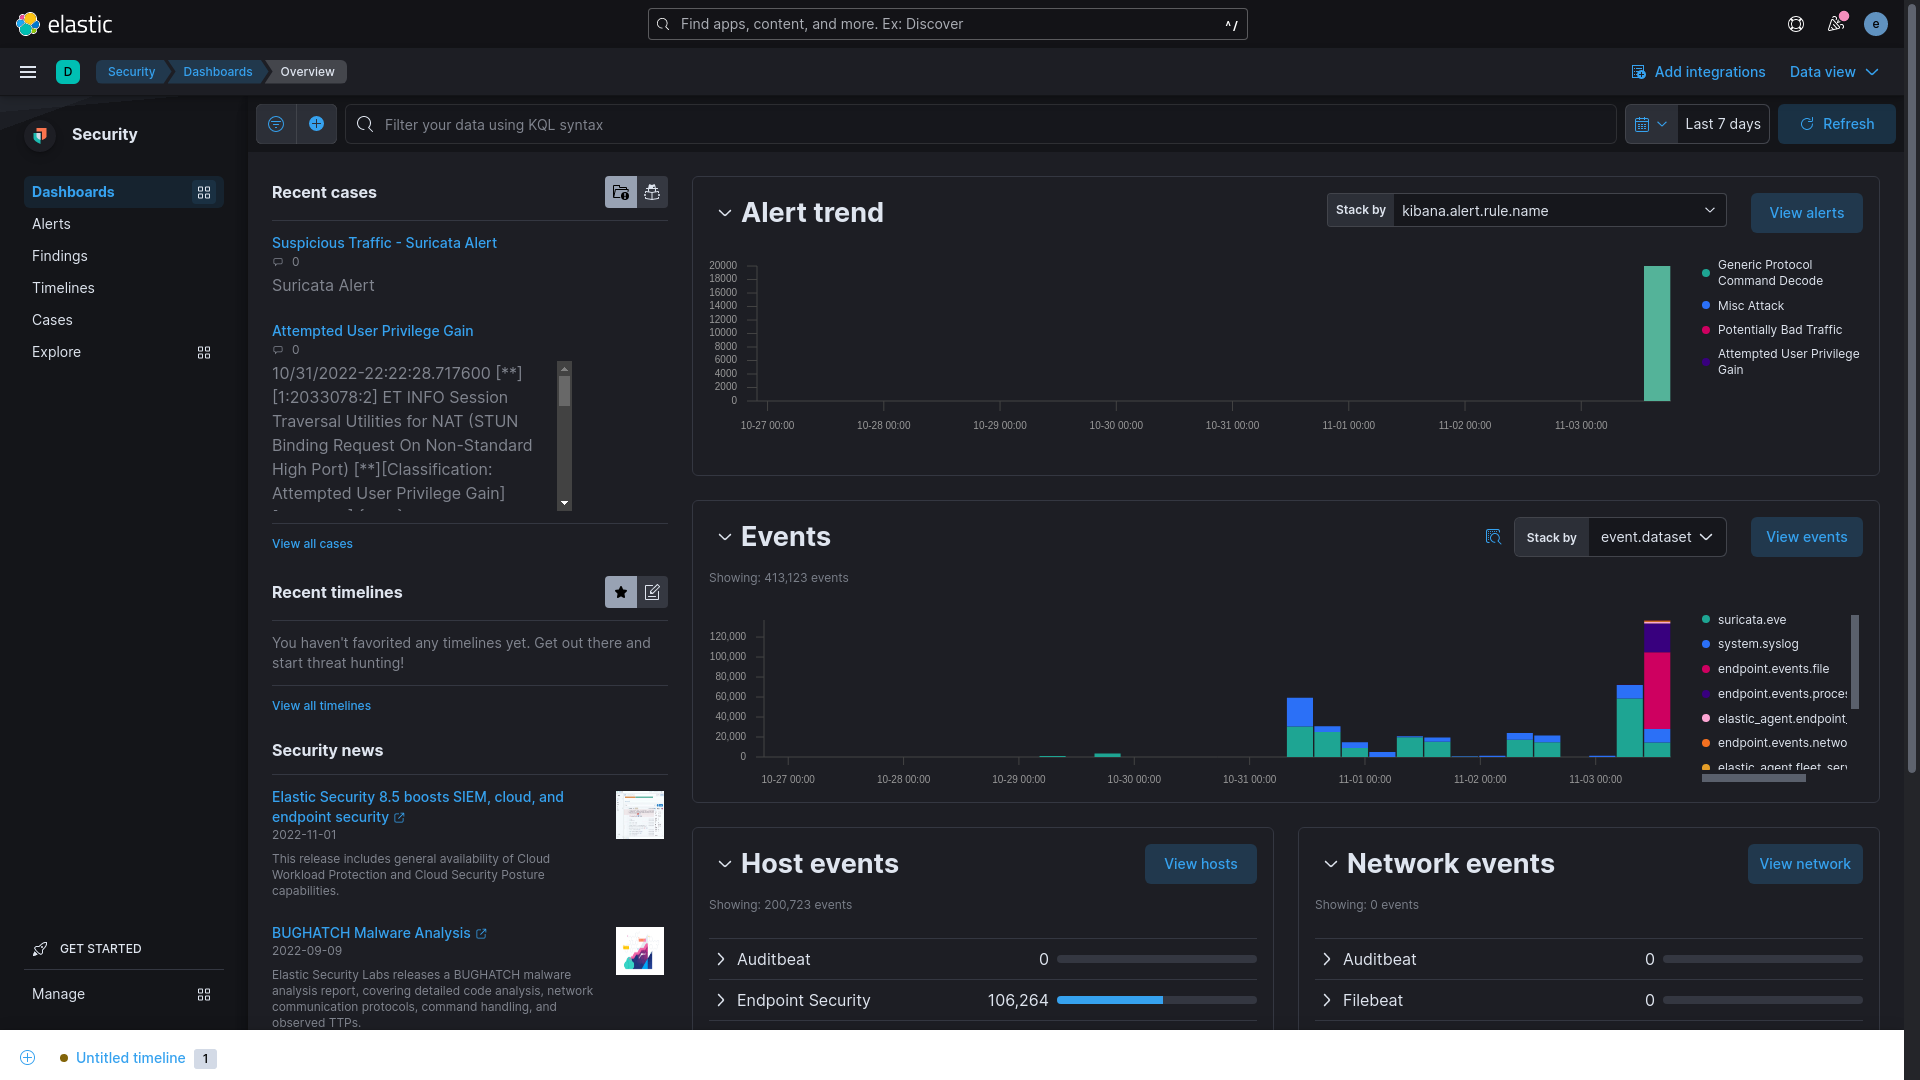 elastic
Find apps, content, and more. Ex: Discover
^/
e
D
Security
Dashboards
Overview
Add integrations
Data view
Security
Dashboards
Alerts
Findings
Timelines
Cases
Explore
GET STARTED
Manage
Filter your data using KQL syntax
Last 7 days
Refresh
Recent cases
Suspicious Traffic - Suricata Alert
0
Suricata Alert
Attempted User Privilege Gain
0
10/31/2022-22:22:28.717600 [**]
[1:2033078:2] ET INFO Session
Traversal Utilities for NAT (STUN
Binding Request On Non-Standard
High Port) [**][Classification:
Attempted User Privilege Gain]
View all cases
Recent timelines
You haven't favorited any timelines yet. Get out there and
start threat hunting!
View all timelines
Security news
Elastic Security 8.5 boosts SIEM, cloud, and
endpoint security
2022-11-01
This release includes general availability of Cloud
Workload Protection and Cloud Security Posture
capabilities.
BUGHATCH Malware Analysis
2022-09-09
Elastic Security Labs releases a BUGHATCH malware
analysis report, covering detailed code analysis, network
communication protocols, command handling, and
observed TTPs.
Alert trend
Stack by
kibana.alert.rule.name
View alerts
20000
18000
16000
14000
12000
10000
8000
6000
4000
2000
0
10-27 00:00
10-28 00:00
10-29 00:00
10-30 00:00
10-31 00:00
11-01 00:00
11-02 00:00
11-03 00:00
Generic Protocol
Command Decode
Misc Attack
Potentially Bad Traffic
Attempted User Privilege
Gain
Events
Stack by
event.dataset
View events
Showing: 413,123 events
120,000
100,000
80,000
60,000
40,000
20,000
0
10-27 00:00
10-28 00:00
10-29 00:00
10-30 00:00
10-31 00:00
11-01 00:00
11-02 00:00
11-03 00:00
suricata.eve
system.syslog
endpoint.events.file
endpoint.events.proces
elastic_agent.endpoint_
endpoint.events.netwo
elastic_agent.fleet_serv
Host events
View hosts
Showing: 200,723 events
Auditbeat
0
Endpoint Security
106,264
Network events
View network
Showing: 0 events
Auditbeat
0
Filebeat
0
Untitled timeline
1